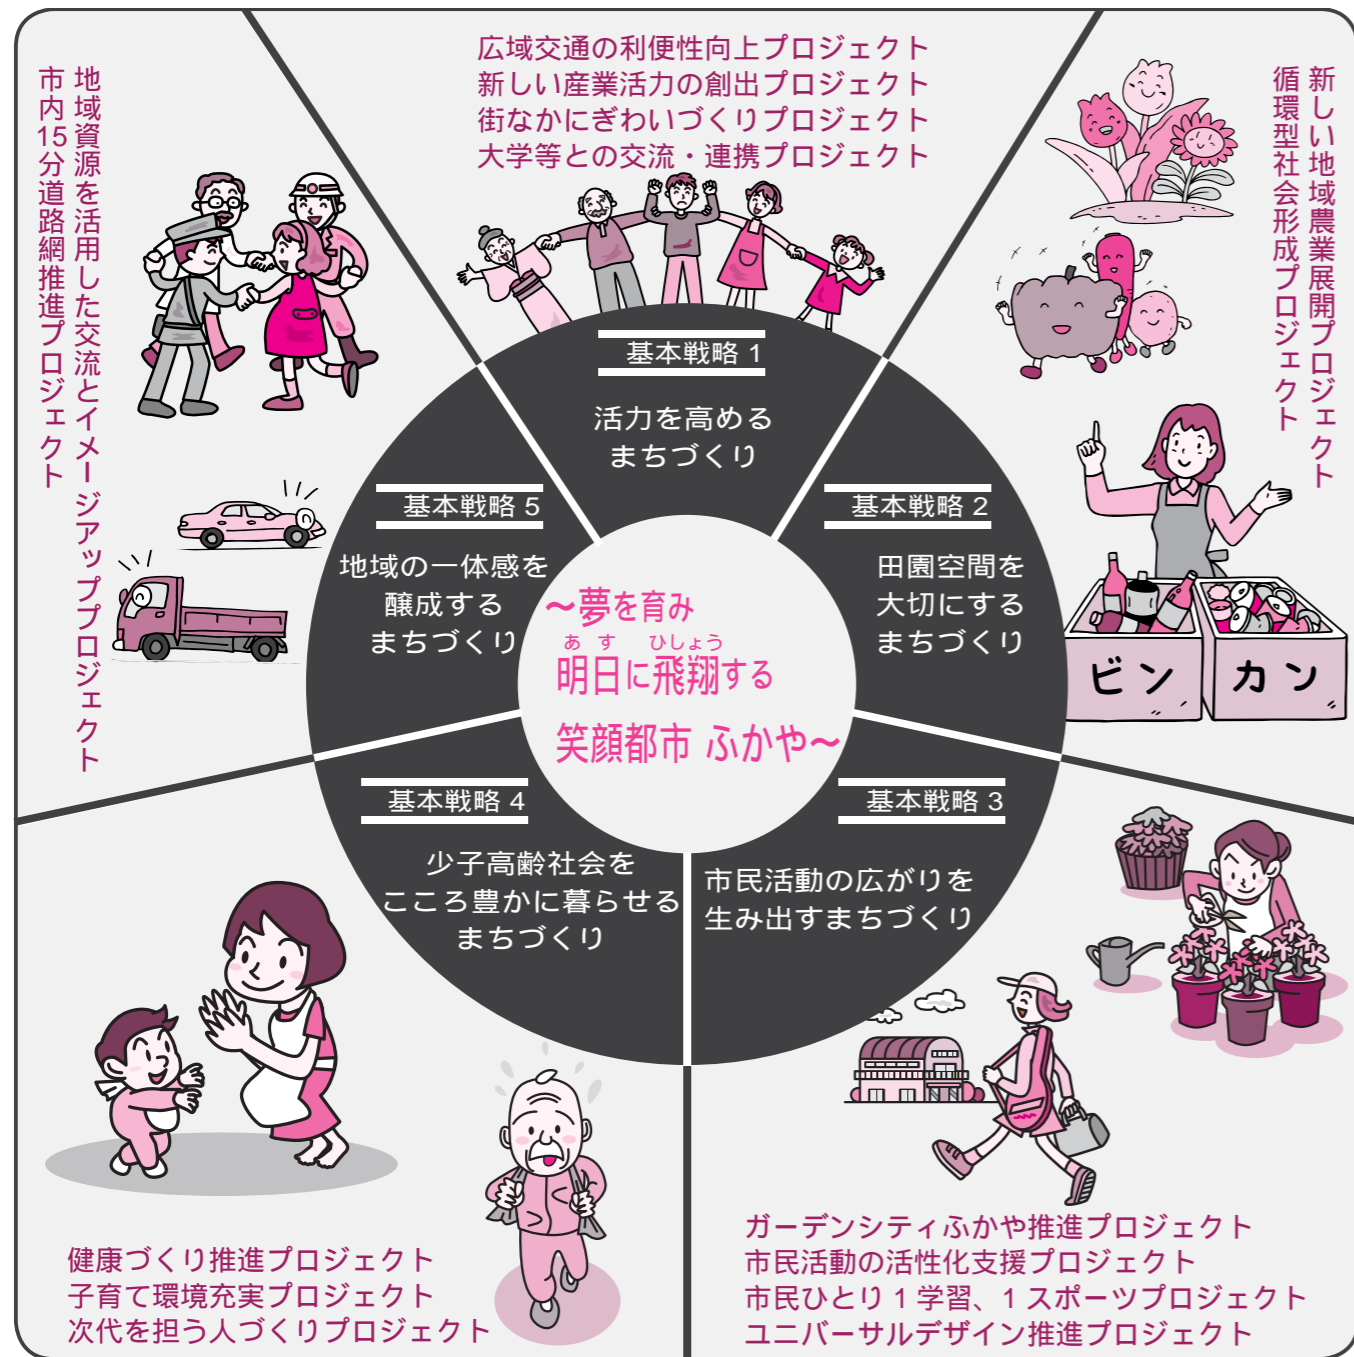 広域交通の利便性向上プロジェクト
新しい産業活力の創出プロジェクト
街なかにぎわいづくりプロジェクト
大学等との交流・連携プロジェクト
基本戦略 1
活力を高める
まちづくり
新しい地域農業展開プロジェクト
循環型社会形成プロジェクト
基本戦略 2
田園空間を
大切にする
まちづくり
ビン
カン
基本戦略 3
市民活動の広がりを
生み出すまちづくり
ガーデンシティふかや推進プロジェクト
市民活動の活性化支援プロジェクト
市民ひとり 1 学習、1 スポーツプロジェクト
ユニバーサルデザイン推進プロジェクト
基本戦略 4
少子高齢社会を
こころ豊かに暮らせる
まちづくり
健康づくり推進プロジェクト
子育て環境充実プロジェクト
次代を担う人づくりプロジェクト
基本戦略 5
地域の一体感を
醸成する
まちづくり
地域資源を活用した交流とイメージアッププロジェクト
市内15分道路網推進プロジェクト
～夢を育み
あす ひしょう
明日に飛翔する
笑顔都市 ふかや～